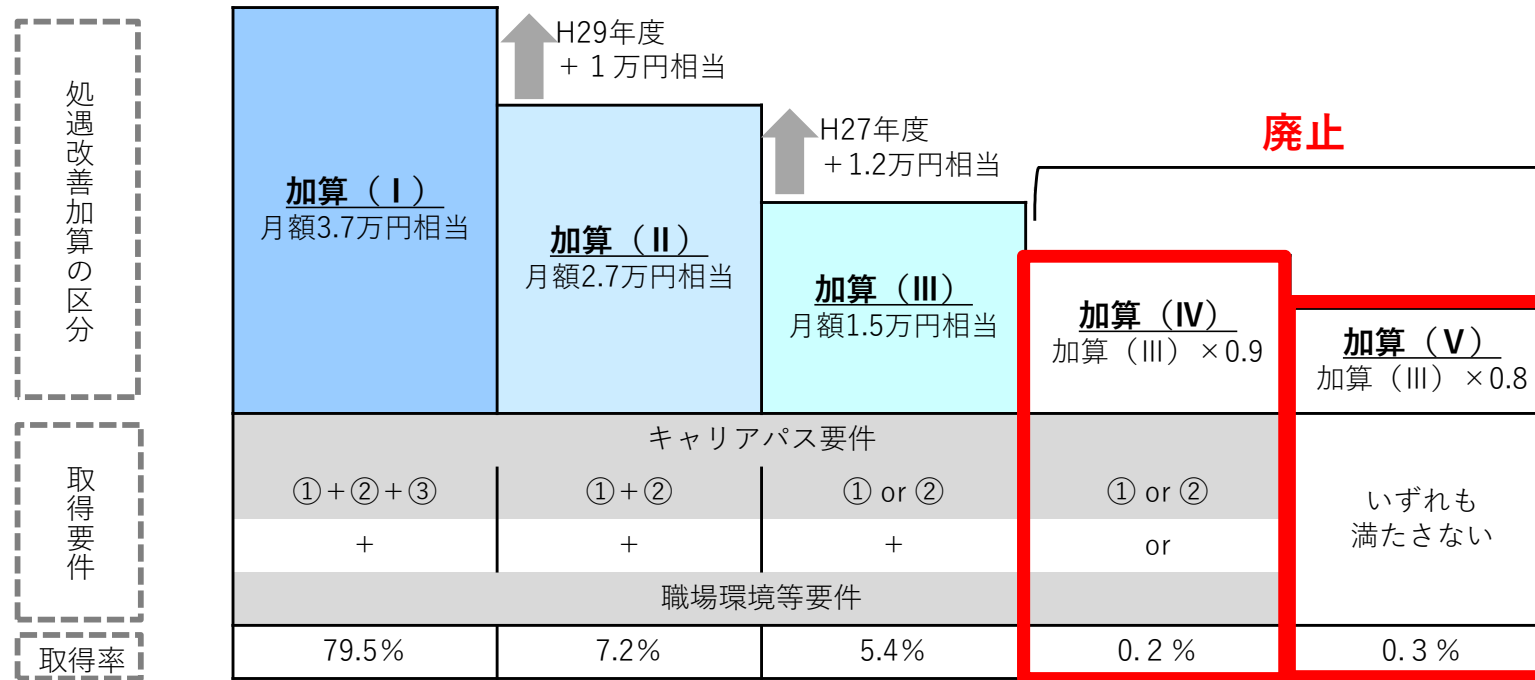 処遇改善加算の区分
H29年度
+ 1 万円相当
H27年度
+1.2万円相当
廃止
加算（Ⅰ）
月額3.7万円相当
加算（Ⅱ）
月額2.7万円相当
加算（Ⅲ）
月額1.5万円相当
加算（Ⅳ）
加算（Ⅲ）×0.9
加算（Ⅴ）
加算（Ⅲ）×0.8
取得要件
キャリアパス要件
①+②+③
①+②
① or ②
① or ②
いずれも
満たさない
+
+
+
or
職場環境等要件
取得率
79.5%
7.2%
5.4%
0.2%
0.3%